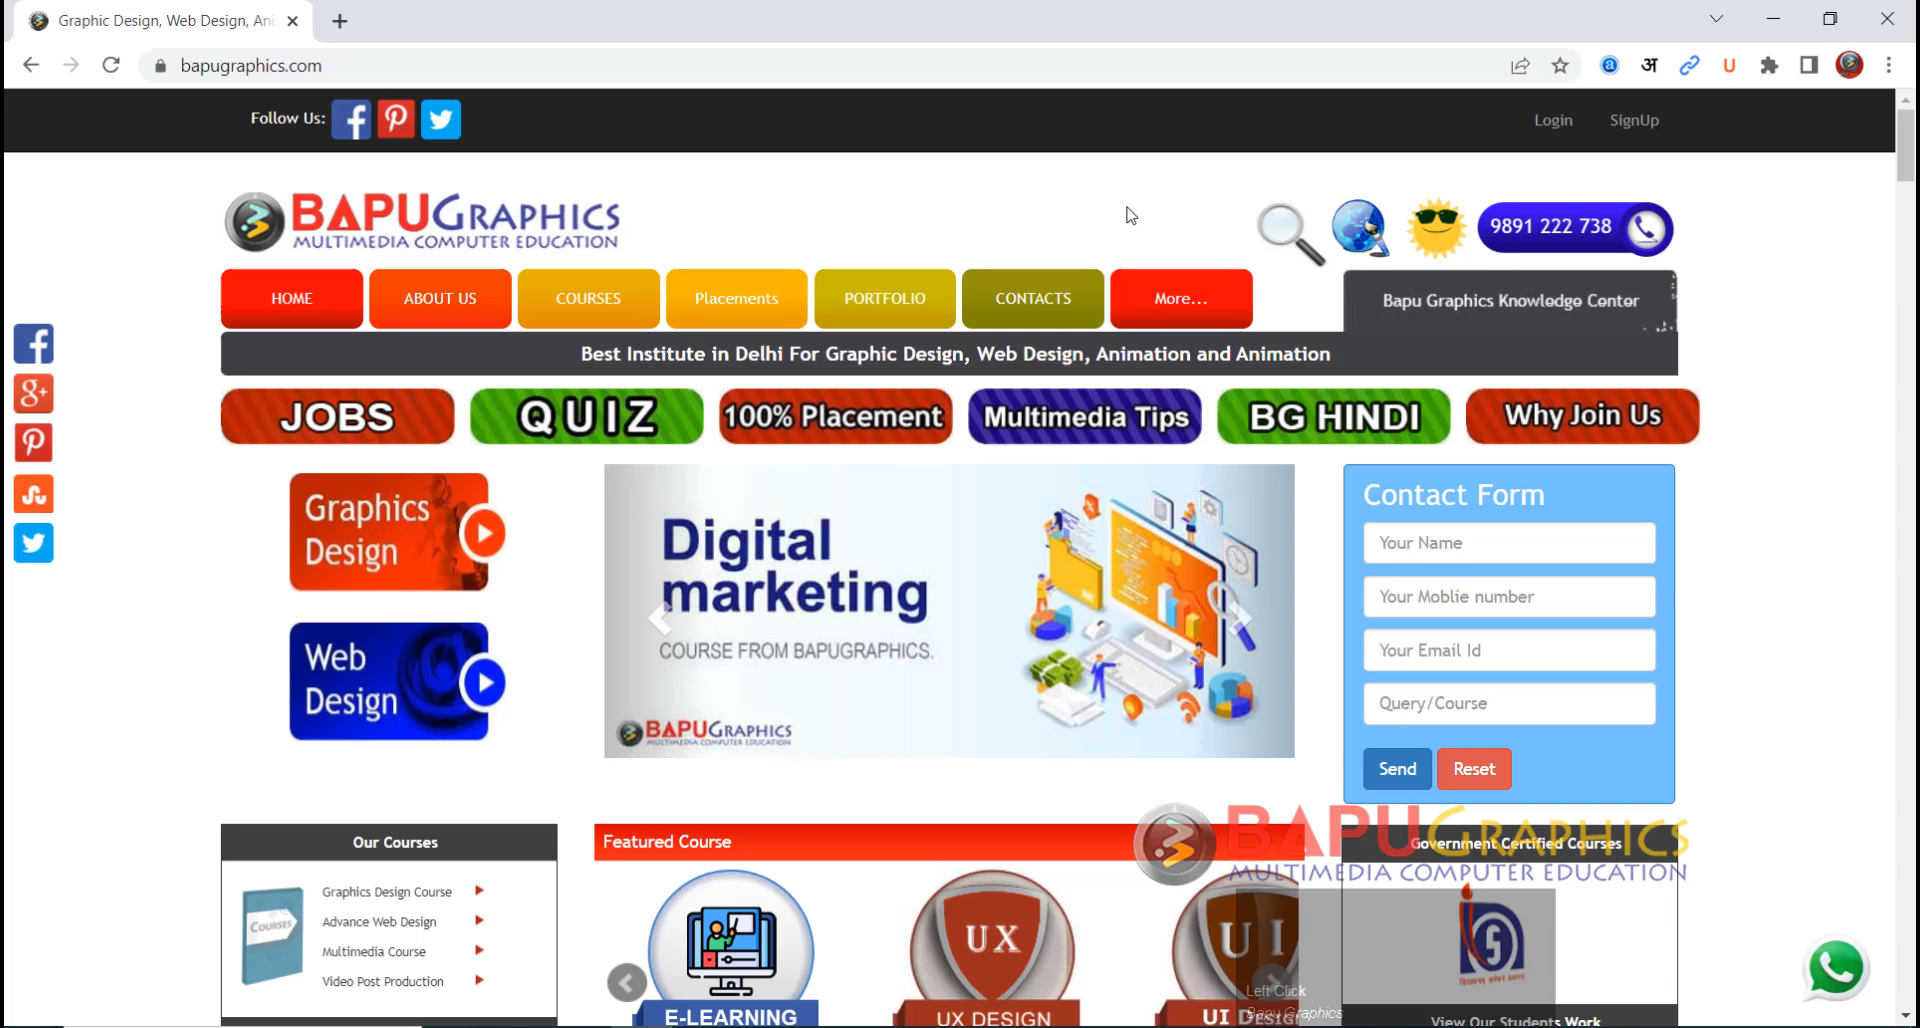 Graphic Design, Web Design, Ani
bapugraphics.com
अ
U
Follow Us:
Login
SignUp
BAPUGRAPHICS
MULTIMEDIA COMPUTER EDUCATION
9891 222 738
HOME
ABOUT US
COURSES
Placements
PORTFOLIO
CONTACTS
More...
Bapu Graphics Knowledge Center
Best Institute in Delhi For Graphic Design, Web Design, Animation and Animation
JOBS
QUIZ
100% Placement
Multimedia Tips
BG HINDI
Why Join Us
Graphics
Design
Web
Design
Digital
marketing
COURSE FROM BAPUGRAPHICS.
BAPUGRAPHICS
MULTIMEDIA COMPUTER EDUCATION
Contact Form
Your Name
Your Moblie number
Your Email Id
Query/Course
Send
Reset
Our Courses
COURSES
Graphics Design Course
Advance Web Design
Multimedia Course
Video Post Production
Featured Course
E-LEARNING
UX
UX DESIGN
UI
UI DESIGN
BAPUGRAPHICS
MULTIMEDIA COMPUTER EDUCATION
Government Certified Courses
Left Click
Bapu Graphics
View Our Students Work